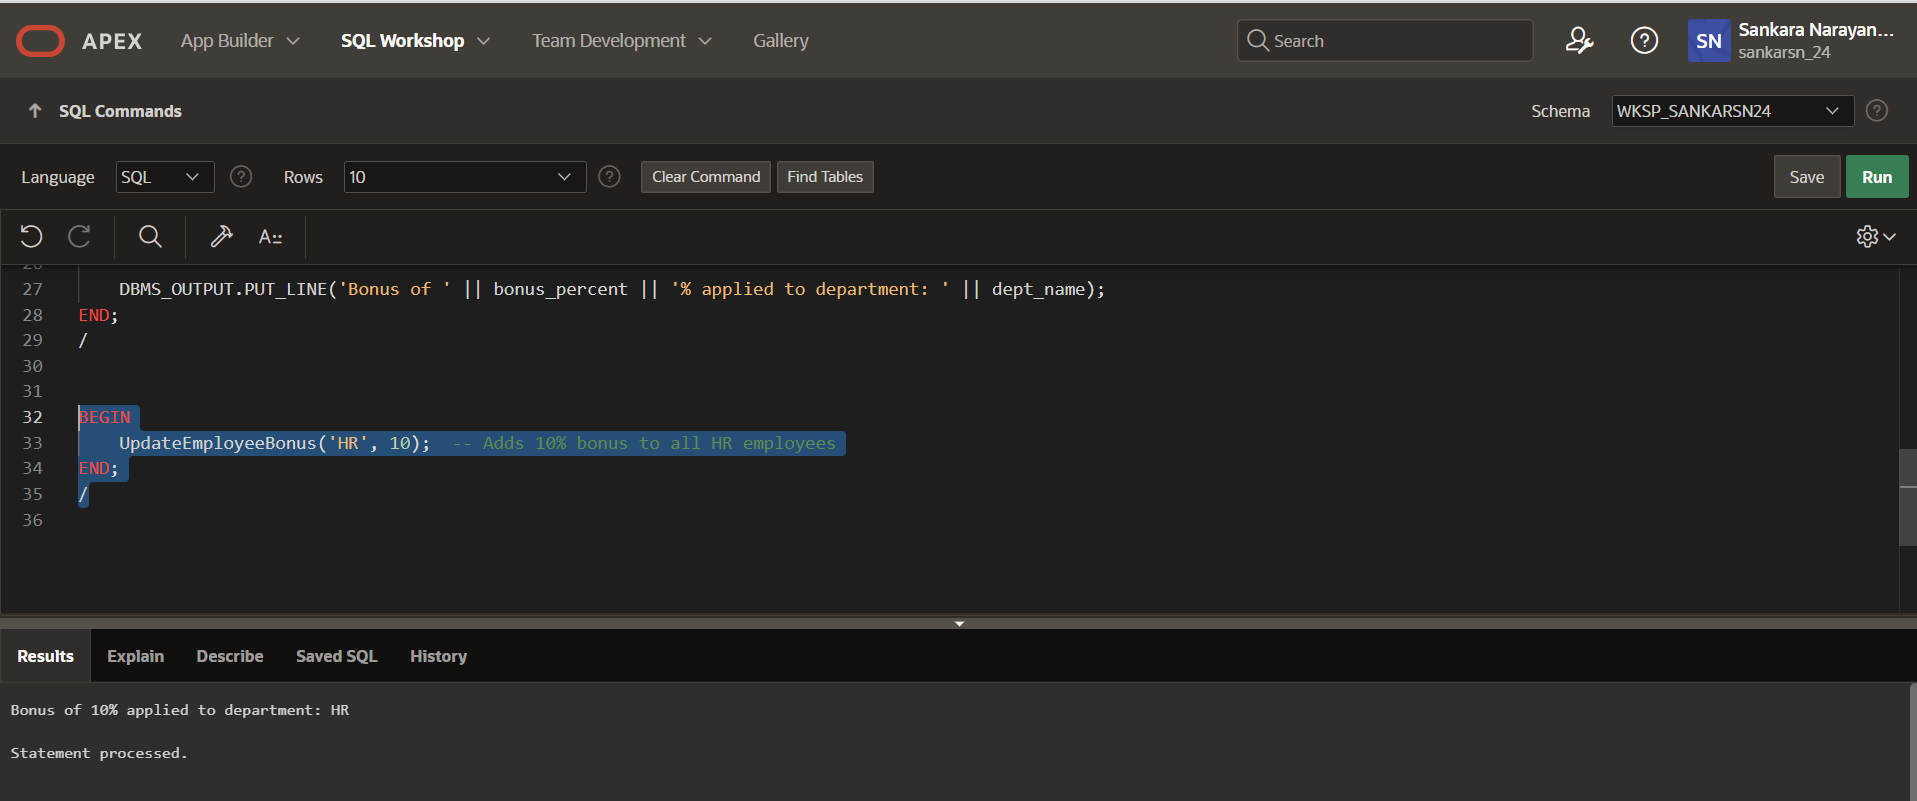 APEX App Builder SQL Workshop Team Development Gallery Search SN Sankara Narayan...
sankarsn_24
SQL Commands Schema WKSP_SANKARSN24
Language SQL Rows 10 Clear Command Find Tables Save Run
27 DBMS_OUTPUT.PUT_LINE('Bonus of ' || bonus_percent || '% applied to department: ' || dept_name);
28 END;
29 /
30
31
32 BEGIN
33 UpdateEmployeeBonus('HR', 10);  -- Adds 10% bonus to all HR employees
34 END;
35 /
36
Results Explain Describe Saved SQL History
Bonus of 10% applied to department: HR
Statement processed.